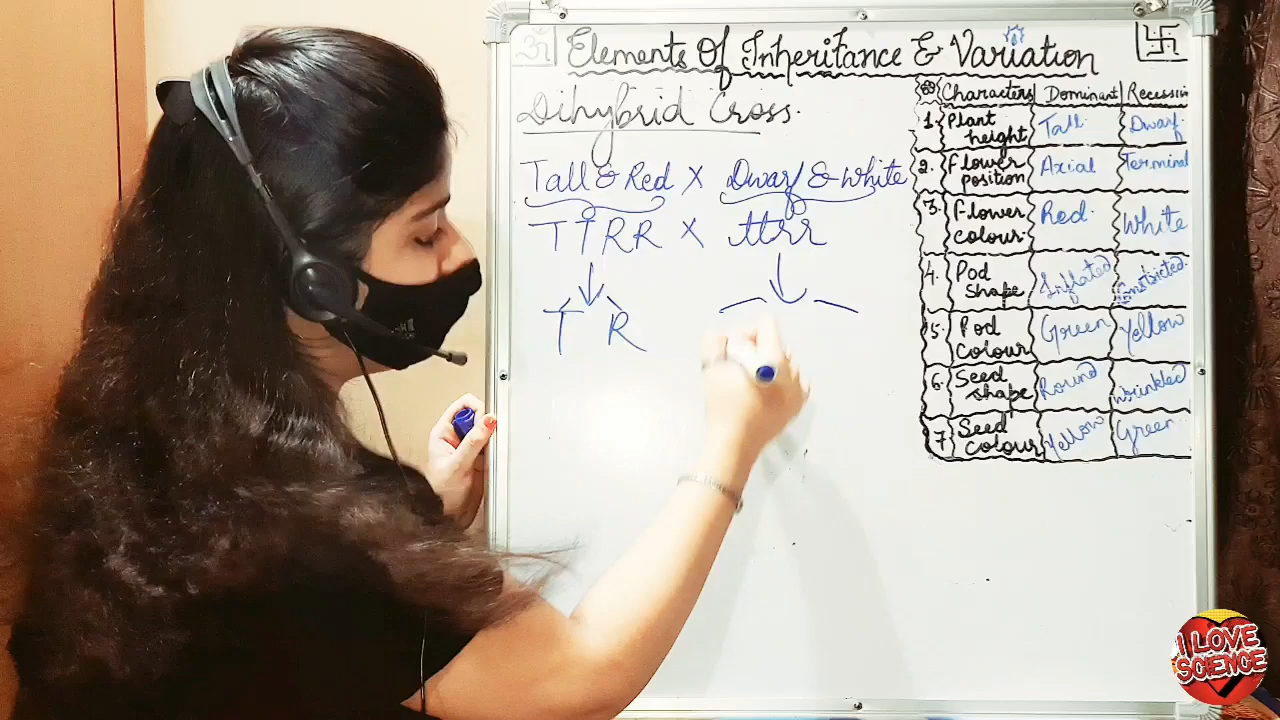 ॐ
Elements Of Inheritance & Variation
Dihybrid Cross.
Tall & Red X Dwarf & White
TTRR X ttrr
T R
Characters Dominant Recessiv
1. Plant height Tall. Dwarf.
2. Flower position Axial Terminal
3. Flower colour. Red. White
4. Pod shape Inflated Constricted.
5. Pod colour Green Yellow
6. Seed shape Round Wrinkled
7. Seed colour Yellow Green
I LOVE
SCIENCE